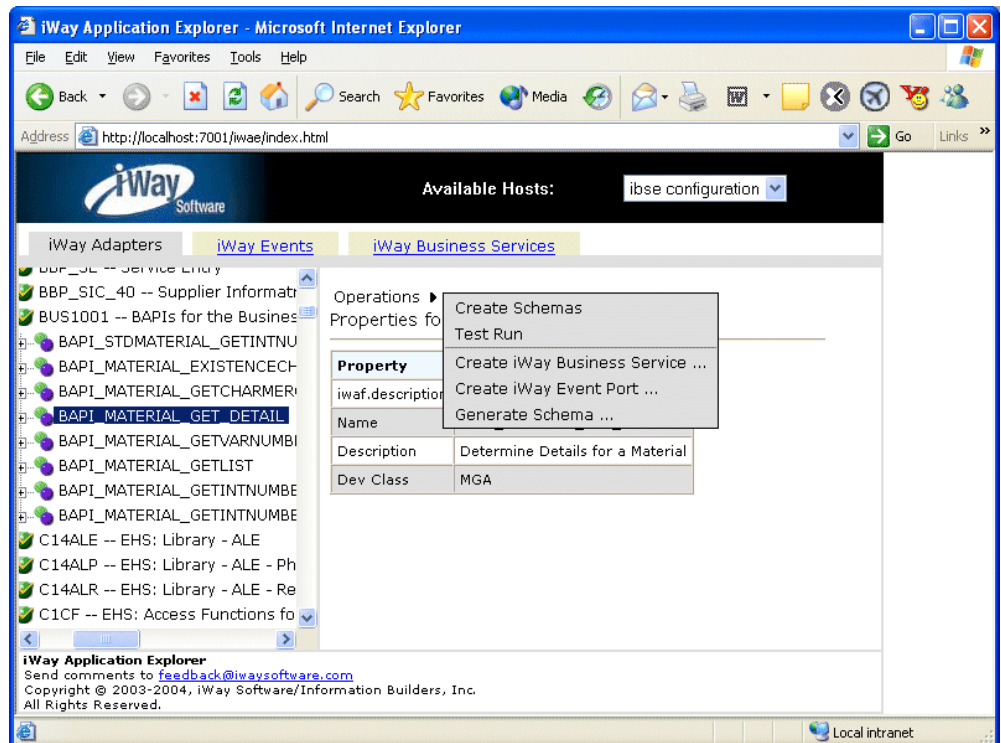 iWay Application Explorer - Microsoft Internet Explorer
File Edit View Favorites Tools Help
Back Search Favorites Media
Address http://localhost:7001/iwae/index.html Go Links »
iWay Software
Available Hosts: ibse configuration
iWay Adapters iWay Events iWay Business Services
BBP_SE -- Service Entry
BBP_SIC_40 -- Supplier Informat
BUS1001 -- BAPIs for the Busines
BAPI_STDMATERIAL_GETINTNU
BAPI_MATERIAL_EXISTENCECH
BAPI_MATERIAL_GETCHARMER
BAPI_MATERIAL_GET_DETAIL
BAPI_MATERIAL_GETVARNUMB
BAPI_MATERIAL_GETLIST
BAPI_MATERIAL_GETINTNUMBE
BAPI_MATERIAL_GETINTNUMBE
C14ALE -- EHS: Library - ALE
C14ALP -- EHS: Library - ALE - Ph
C14ALR -- EHS: Library - ALE - Re
C1CF -- EHS: Access Functions fo
Operations
Properties fo
Create Schemas
Test Run
Create iWay Business Service ...
Create iWay Event Port ...
Generate Schema ...
Property
iwaf.description
Name
Description Determine Details for a Material
Dev Class MGA
iWay Application Explorer
Send comments to feedback@iwaysoftware.com
Copyright © 2003-2004, iWay Software/Information Builders, Inc.
All Rights Reserved.
Local intranet